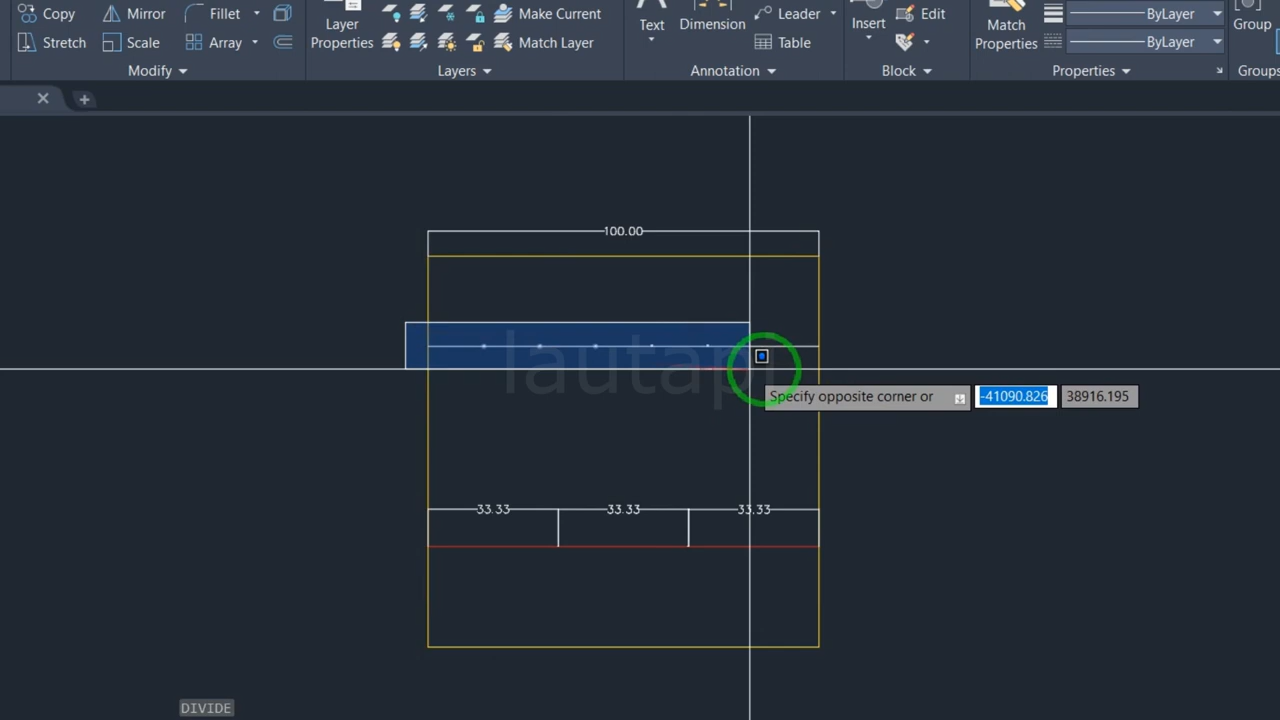 Copy Mirror Fillet
Make Current
Leader
Edit
ByLayer
Layer
Properties
Text
Dimension
Insert
Match
Properties
Group
Stretch Scale Array
Match Layer
Table
ByLayer
Modify
Layers
Annotation
Block
Properties
Groups
100.00
lautapi
Specify opposite corner or
-41090.826
38916.195
33.33
33.33
33.33
DIVIDE